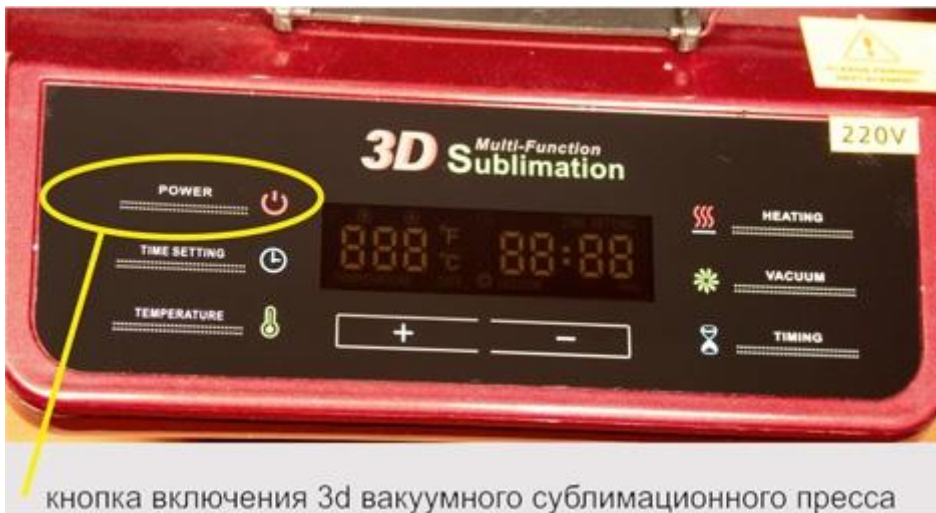 220V
3D Multi-Function
Sublimation
POWER
TIME SETTING
TEMPERATURE
888 °F °C 88:88
+ −
HEATING
VACUUM
TIMING
кнопка включения 3d вакуумного сублимационного пресса